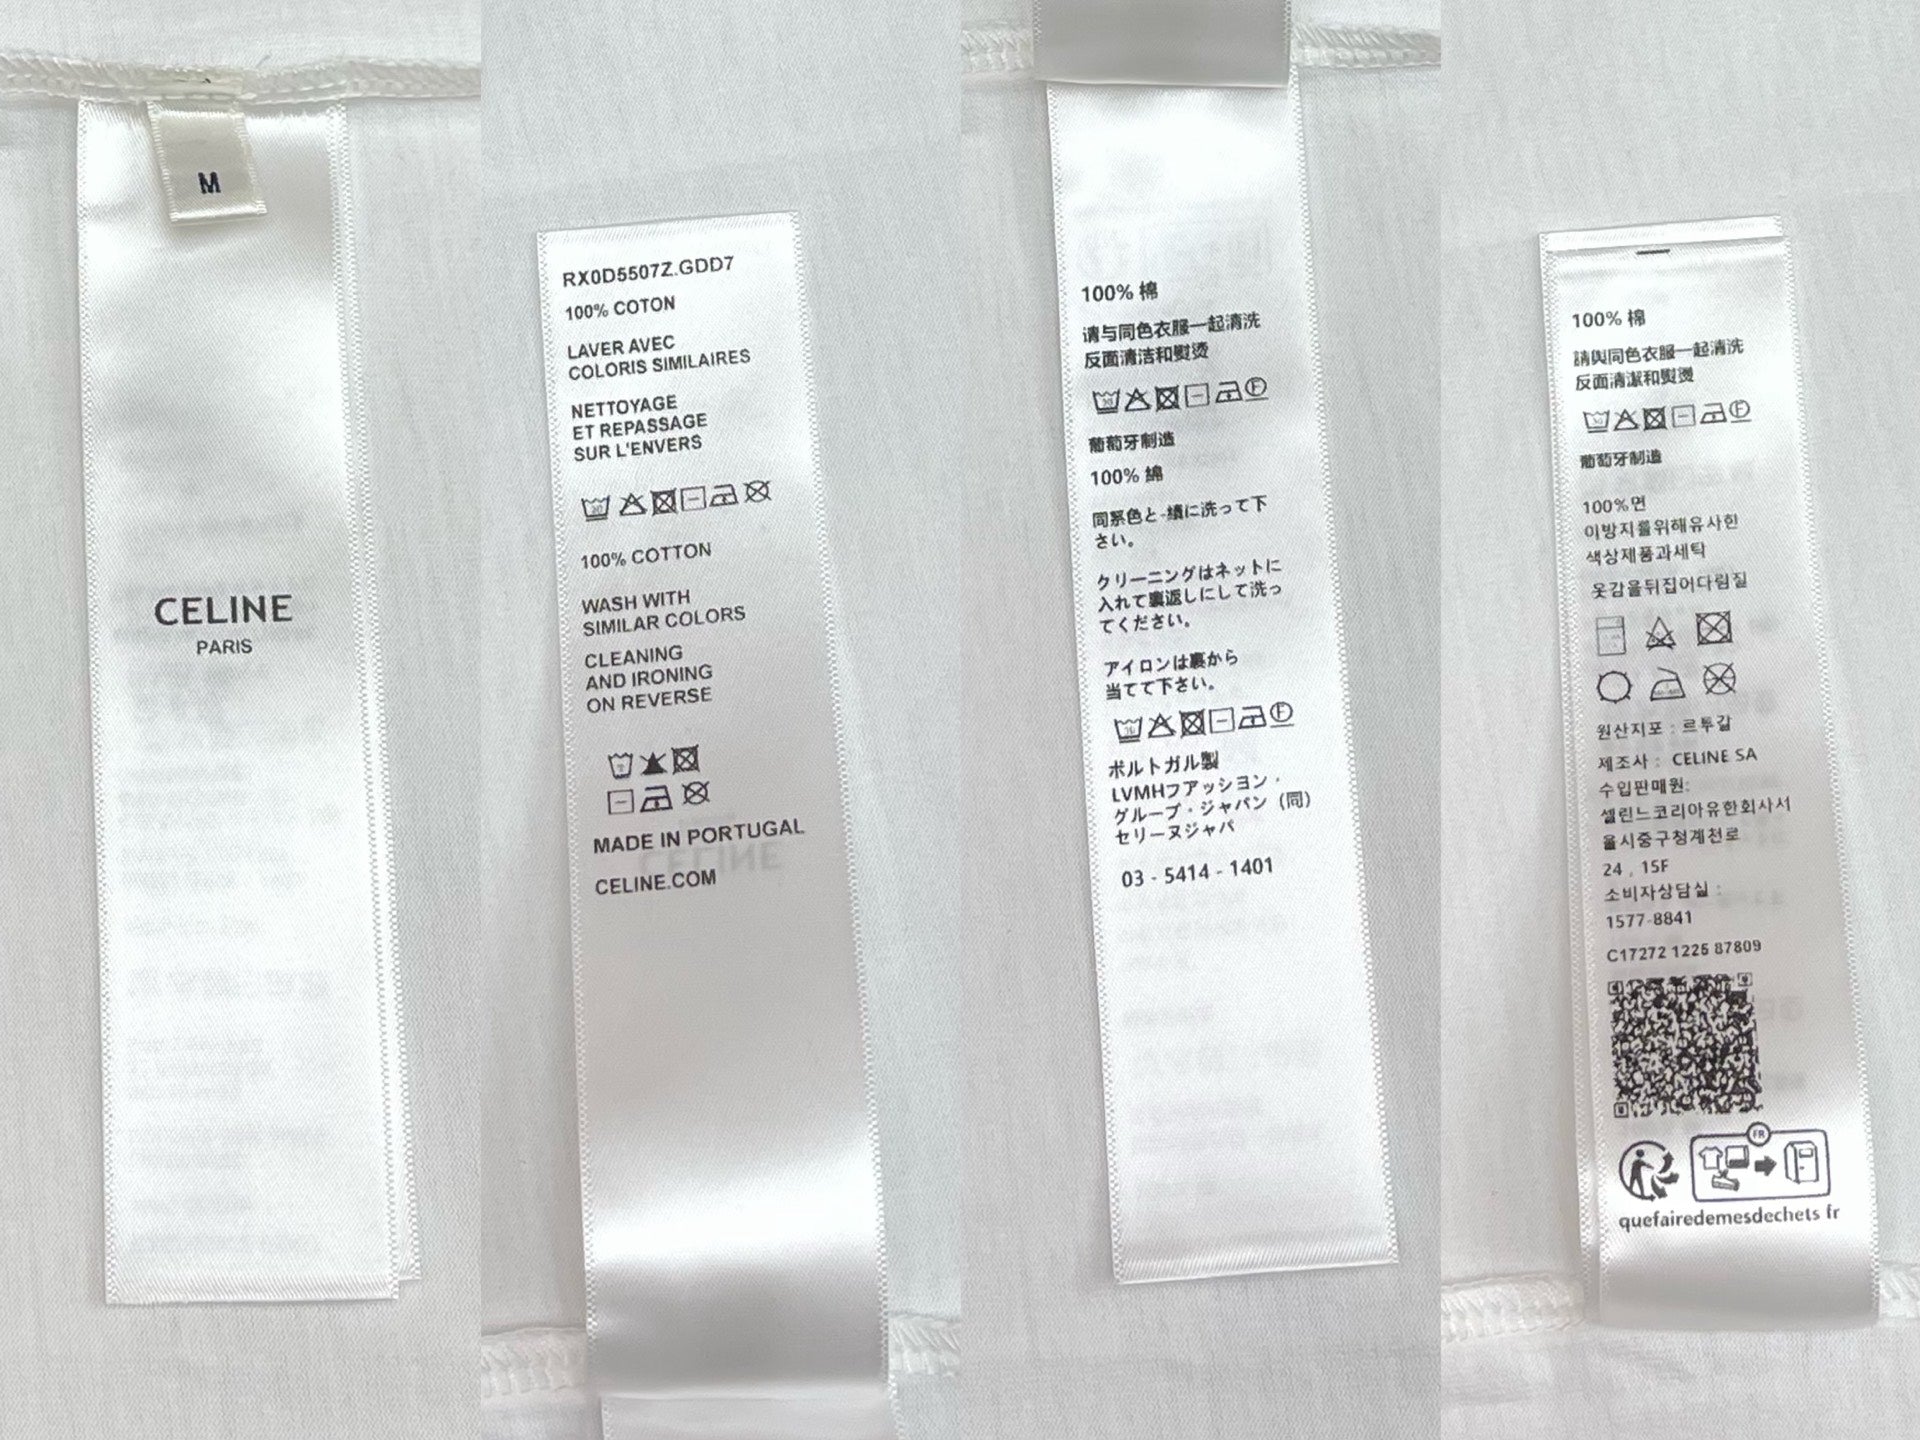 M
CELINE
PARIS
RX0D5507Z.GDD7
100% COTON
LAVER AVEC
COLORIS SIMILAIRES
NETTOYAGE
ET REPASSAGE
SUR L'ENVERS
100% COTTON
WASH WITH
SIMILAR COLORS
CLEANING
AND IRONING
ON REVERSE
MADE IN PORTUGAL
CELINE.COM
100% 棉
请与同色衣服一起清洗
反面清洁和熨烫
葡萄牙制造
100% 綿
同系色と-續に洗って下
さい。
クリーニングはネットに
入れて裏返しにして洗っ
てください。
アイロンは裏から
当てて下さい。
ポルトガル製
LVMHフアッシヨン・
グループ・ジャパン（同）
セリーヌジャパ
03 - 5414 - 1401
100% 棉
請與同色衣服一起清洗
反面清潔和熨燙
葡萄牙制造
100%면
이방지를위해유사힌
색상제품과세탁
옷감을뒤집어다림질
원산지포 : 르투갈
제조사 : CELINE SA
수입판매원:
셀린느코리아유한회사서
울시중구청계천로
24 , 15F
소비자상담실 :
1577-8841
C17272 1225 87809
FR
quefairedemesdechets fr